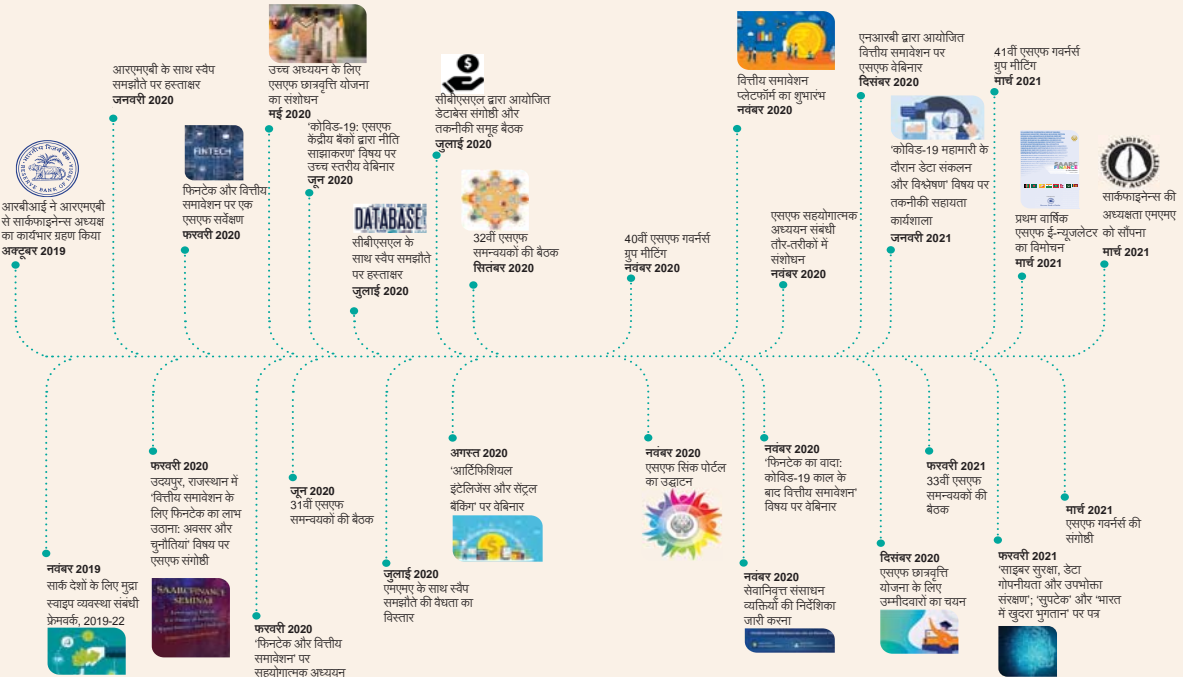 आरबीआई ने आरएमएबी
से सार्कफाइनेन्स अध्यक्ष
का कार्यभार ग्रहण किया
अक्टूबर 2019
आरएमएबी के साथ स्वैप
समझौते पर हस्ताक्षर
जनवरी 2020
FINTECH
फिनटेक और वित्तीय
समावेशन पर एक
एसएफ सर्वेक्षण
फरवरी 2020
उच्च अध्ययन के लिए
एसएफ छात्रवृत्ति योजना
का संशोधन
मई 2020
'कोविड-19: एसएफ
केंद्रीय बैंकों द्वारा नीति
साझाकरण' विषय पर
उच्च स्तरीय वेबिनार
जून 2020
DATABASE
सीबीएसएल के
साथ स्वैप समझौते
पर हस्ताक्षर
जुलाई 2020
सीबीएसएल द्वारा आयोजित
डेटाबेस संगोष्ठी और
तकनीकी समूह बैठक
जुलाई 2020
32वीं एसएफ
समन्वयकों की बैठक
सितंबर 2020
40वीं एसएफ गवर्नर्स
ग्रुप मीटिंग
नवंबर 2020
वित्तीय समावेशन
प्लेटफॉर्म का शुभारंभ
नवंबर 2020
एसएफ सहयोगात्मक
अध्ययन संबंधी
तौर-तरीकों में
संशोधन
नवंबर 2020
एनआरबी द्वारा आयोजित
वित्तीय समावेशन पर
एसएफ वेबिनार
दिसंबर 2020
'कोविड-19 महामारी के
दौरान डेटा संकलन
और विश्लेषण' विषय पर
तकनीकी सहायता
कार्यशाला
जनवरी 2021
41वीं एसएफ गवर्नर्स
ग्रुप मीटिंग
मार्च 2021
SAARC
FINANCE
प्रथम वार्षिक
एसएफ ई-न्यूजलेटर
का विमोचन
मार्च 2021
सार्कफाइनेन्स की
अध्यक्षता एमएमए
को सौंपना
मार्च 2021
नवंबर 2019
सार्क देशों के लिए मुद्रा
स्वाइप व्यवस्था संबंधी
फ्रेमवर्क, 2019-22
फरवरी 2020
उदयपुर, राजस्थान में
'वित्तीय समावेशन के
लिए फिनटेक का लाभ
उठाना: अवसर और
चुनौतियां' विषय पर
एसएफ संगोष्ठी
SAARCFINANCE
SEMINAR
फरवरी 2020
'फिनटेक और वित्तीय
समावेशन' पर
सहयोगात्मक अध्ययन
जून 2020
31वीं एसएफ
समन्वयकों की बैठक
जुलाई 2020
एमएमए के साथ स्वैप
समझौते की वैधता का
विस्तार
अगस्त 2020
'आर्टिफिशियल
इंटेलिजेंस और सेंट्रल
बैंकिंग' पर वेबिनार
नवंबर 2020
एसएफ सिंक पोर्टल
का उद्घाटन
नवंबर 2020
सेवानिवृत्त संसाधन
व्यक्तियों की निर्देशिका
जारी करना
नवंबर 2020
'फिनटेक का वादा:
कोविड-19 काल के
बाद वित्तीय समावेशन'
विषय पर वेबिनार
दिसंबर 2020
एसएफ छात्रवृत्ति
योजना के लिए
उम्मीदवारों का चयन
फरवरी 2021
33वीं एसएफ
समन्वयकों की
बैठक
फरवरी 2021
'साइबर सुरक्षा, डेटा
गोपनीयता और उपभोक्ता
संरक्षण'; 'सुपटेक' और 'भारत
में खुदरा भुगतान' पर पत्र
मार्च 2021
एसएफ गवर्नर्स की
संगोष्ठी